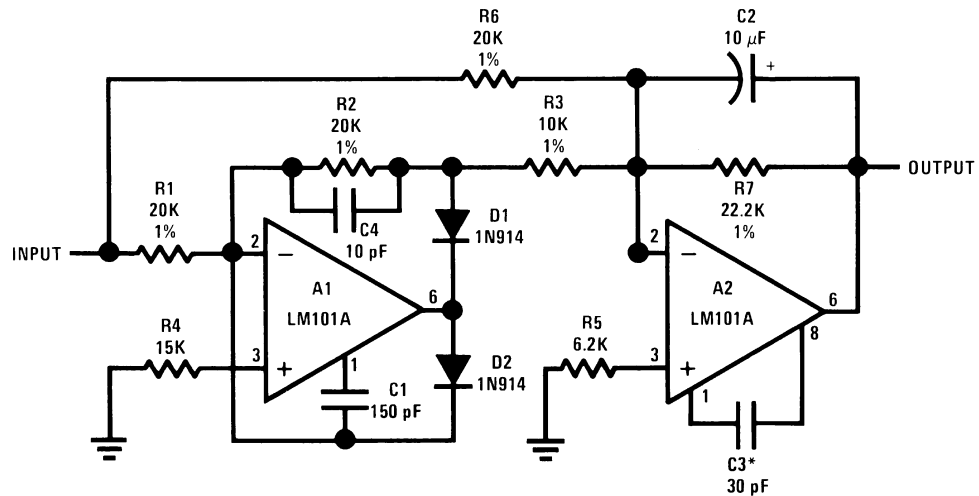 R6
20K
1%
C2
10 µF
+
R2
20K
1%
R3
10K
1%
OUTPUT
R1
20K
1%
C4
10 pF
D1
1N914
R7
22.2K
1%
INPUT
2
−
A1
LM101A
6
2
−
A2
LM101A
6
8
R4
15K
3
+
1
C1
150 pF
D2
1N914
R5
6.2K
3
+
1
C3*
30 pF